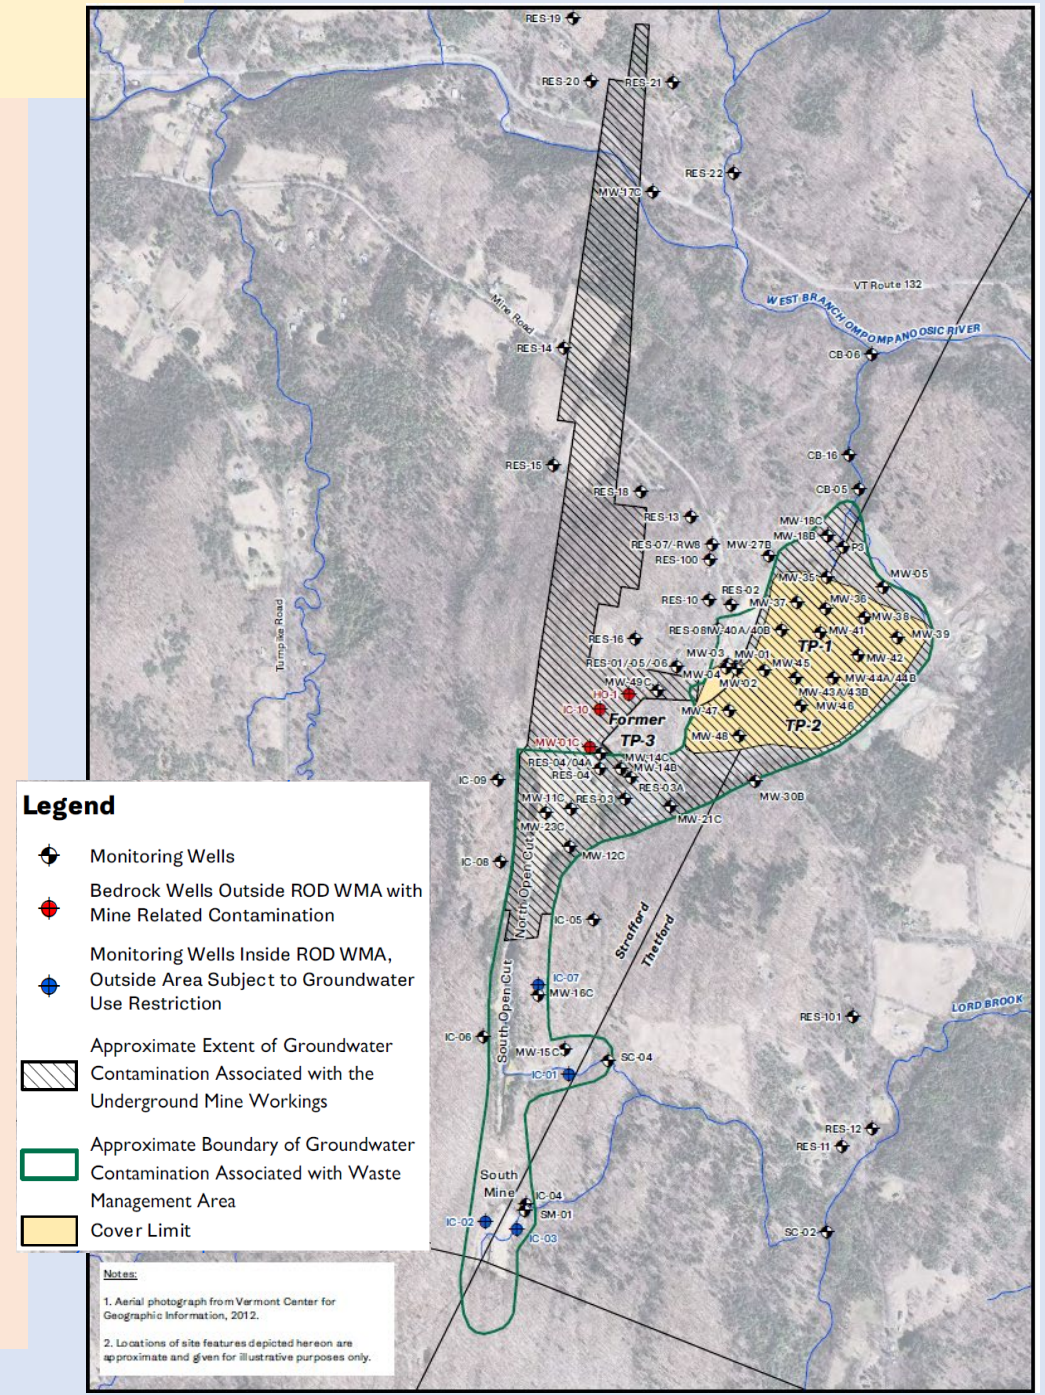 RES-19
RES-20
RES-21
RES-22
MW-17C
VT Route 132
WEST BRANCH OMPOMPANOOSIC RIVER
Mine Road
RES-14
CB-06
CB-16
RES-15
CB-05
RES-18
RES-13
MW-18C
MW-18B
P3
RES-07/-RW8
MW-27B
RES-100
MW-35
MW-05
RES-02
RES-10
MW-37
MW-36
MW-38
RES-08
MW-40A/40B
MW-41
MW-39
RES-16
TP-1
MW-03
MW-01
MW-42
RES-01/-05/-06
MW-04
MW-45
MW-02
MW-44A/44B
MW-49C
MW-43A/43B
HO-1
MW-46
IC-10
MW-47
Former
TP-3
TP-2
MW-48
MW-01C
MW-14C
RES-04/04A
MW-14B
RES-04
IC-09
RES-03A
MW-30B
MW-11C
RES-03
MW-21C
MW-23C
MW-12C
IC-08
North Open Cut
IC-05
Strafford
Thetford
Turnpike Road
South Open Cut
IC-07
MW-16C
LORD BROOK
RES-101
IC-06
MW-15C
SC-04
IC-01
RES-12
RES-11
South
Mine
IC-04
SM-01
IC-02
IC-03
SC-02
Legend
Monitoring Wells
Bedrock Wells Outside ROD WMA with
Mine Related Contamination
Monitoring Wells Inside ROD WMA,
Outside Area Subject to Groundwater
Use Restriction
Approximate Extent of Groundwater
Contamination Associated with the
Underground Mine Workings
Approximate Boundary of Groundwater
Contamination Associated with Waste
Management Area
Cover Limit
Notes:
1. Aerial photograph from Vermont Center for
Geographic Information, 2012.
2. Locations of site features depicted hereon are
approximate and given for illustrative purposes only.